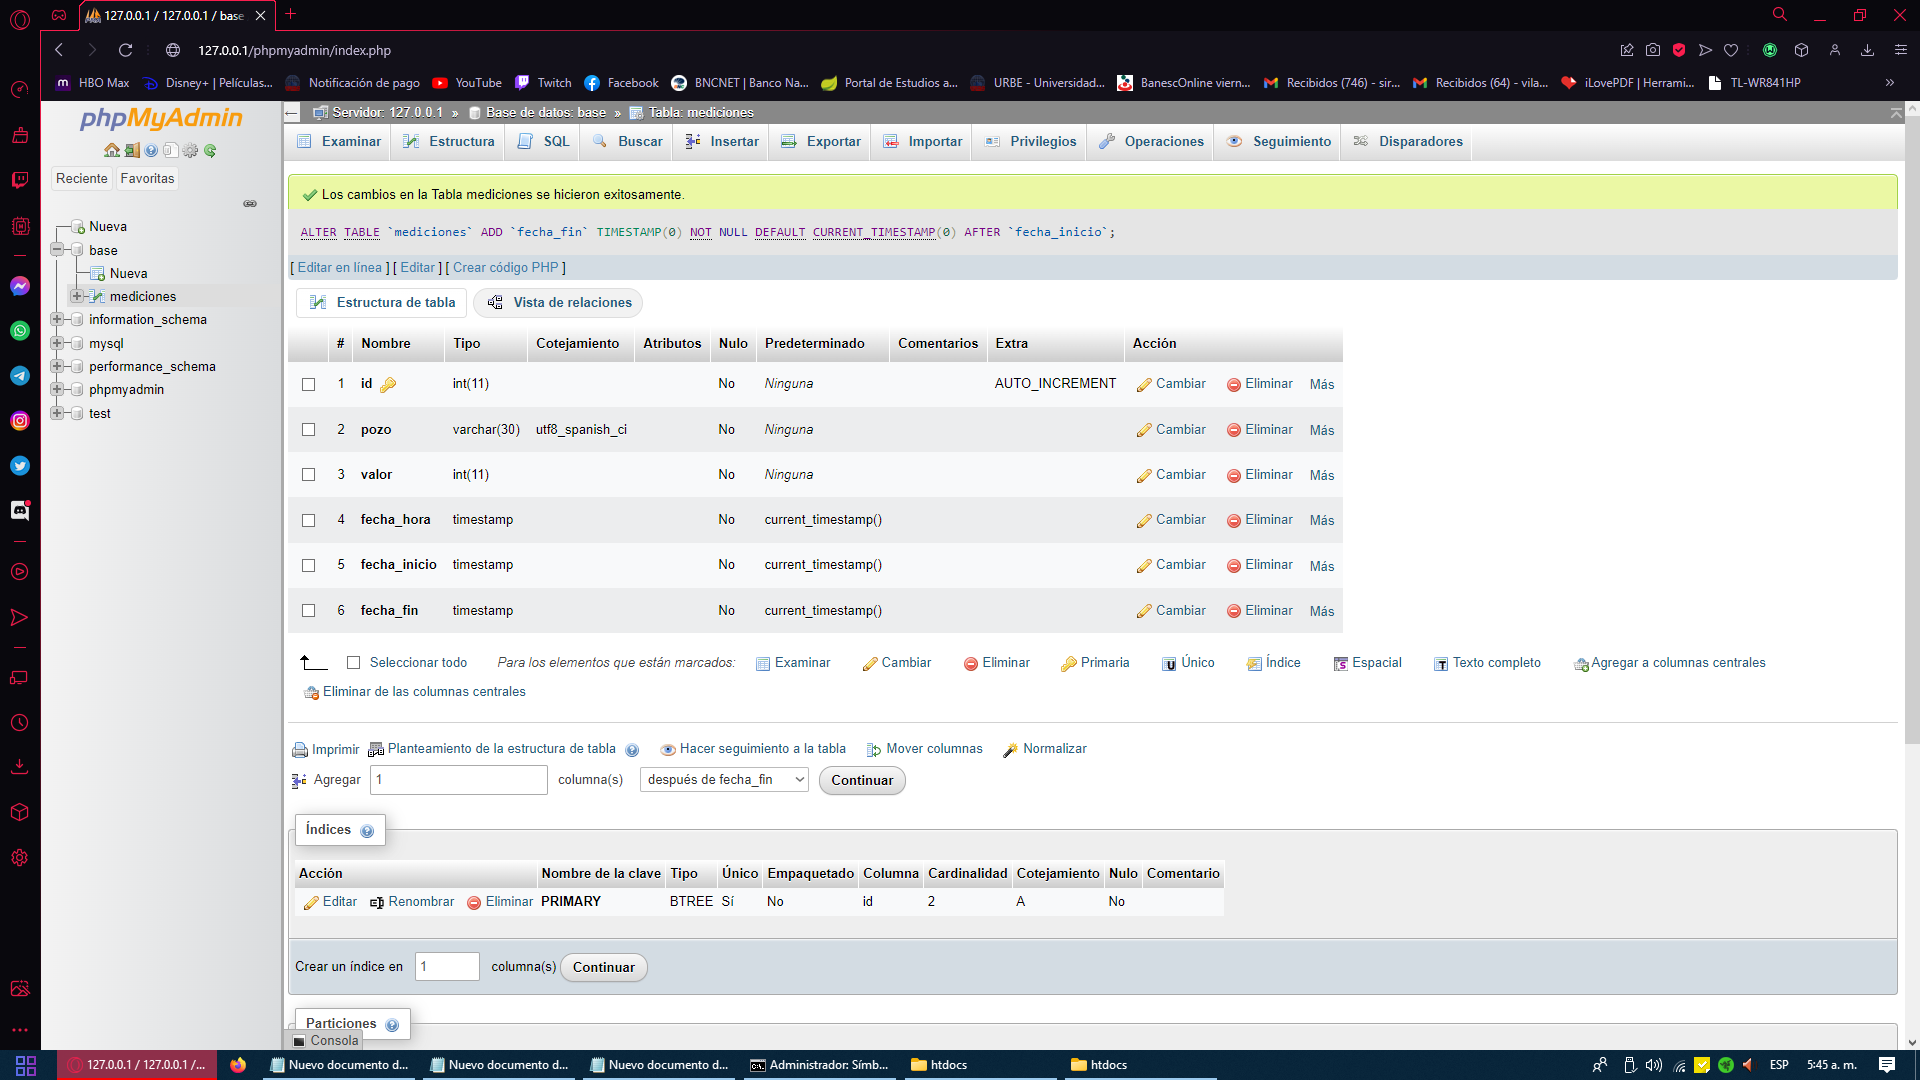 127.0.0.1 / 127.0.0.1 / base
127.0.0.1/phpmyadmin/index.php
HBO Max Disney+ | Películas... Notificación de pago YouTube Twitch Facebook BNCNET | Banco Na... Portal de Estudios a... URBE - Universidad... BanescOnline viern... Recibidos (746) - sir... Recibidos (64) - vila... iLovePDF | Herrami... TL-WR841HP »
phpMyAdmin
Reciente Favoritas
Nueva
base
Nueva
mediciones
information_schema
mysql
performance_schema
phpmyadmin
test
Servidor: 127.0.0.1 » Base de datos: base » Tabla: mediciones
Examinar Estructura SQL Buscar Insertar Exportar Importar Privilegios Operaciones Seguimiento Disparadores
Los cambios en la Tabla mediciones se hicieron exitosamente.
ALTER TABLE `mediciones` ADD `fecha_fin` TIMESTAMP(0) NOT NULL DEFAULT CURRENT_TIMESTAMP(0) AFTER `fecha_inicio`;
[ Editar en línea ] [ Editar ] [ Crear código PHP ]
Estructura de tabla Vista de relaciones
# Nombre Tipo Cotejamiento Atributos Nulo Predeterminado Comentarios Extra Acción
1 id int(11) No Ninguna AUTO_INCREMENT Cambiar Eliminar Más
2 pozo varchar(30) utf8_spanish_ci No Ninguna Cambiar Eliminar Más
3 valor int(11) No Ninguna Cambiar Eliminar Más
4 fecha_hora timestamp No current_timestamp() Cambiar Eliminar Más
5 fecha_inicio timestamp No current_timestamp() Cambiar Eliminar Más
6 fecha_fin timestamp No current_timestamp() Cambiar Eliminar Más
Seleccionar todo Para los elementos que están marcados: Examinar Cambiar Eliminar Primaria Único Índice Espacial Texto completo Agregar a columnas centrales
Eliminar de las columnas centrales
Imprimir Planteamiento de la estructura de tabla Hacer seguimiento a la tabla Mover columnas Normalizar
Agregar 1 columna(s) después de fecha_fin Continuar
Índices
Acción Nombre de la clave Tipo Único Empaquetado Columna Cardinalidad Cotejamiento Nulo Comentario
Editar Renombrar Eliminar PRIMARY BTREE Sí No id 2 A No
Crear un índice en 1 columna(s) Continuar
Particiones
Consola
127.0.0.1 / 127.0.0.1 /... Nuevo documento d... Nuevo documento d... Nuevo documento d... Administrador: Símb... htdocs htdocs ESP 5:45 a. m.